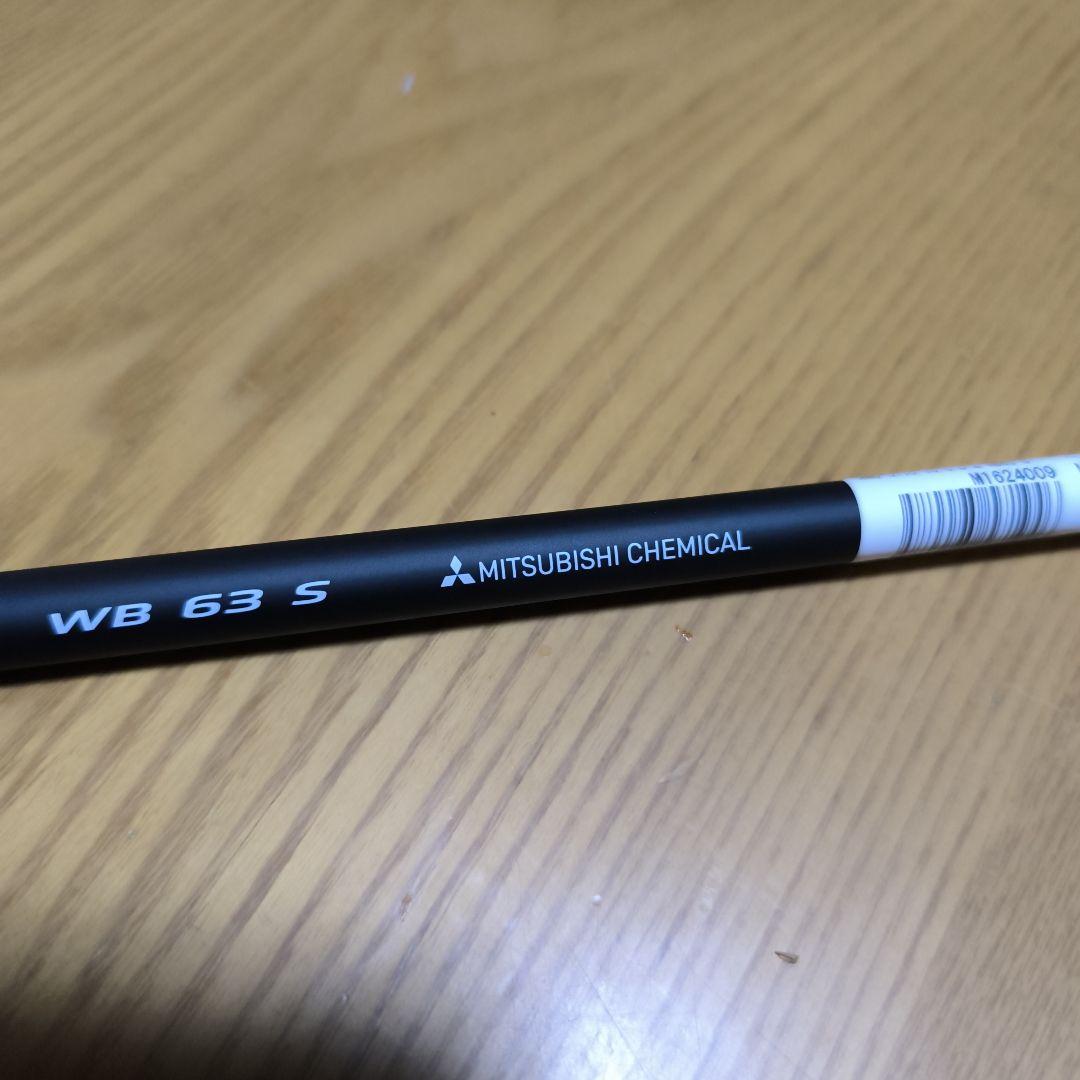 WB 63 S
MITSUBISHI CHEMICAL
M1624009